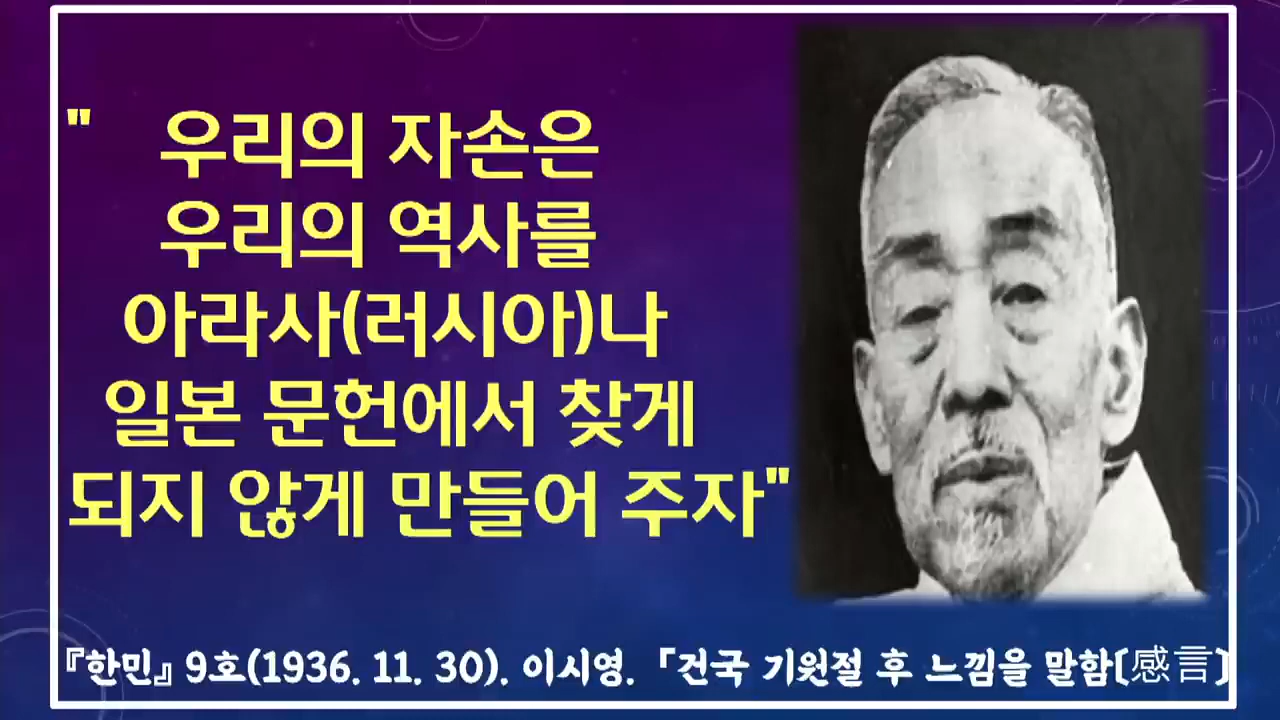 " 우리의 자손은
우리의 역사를
아라사(러시아)나
일본 문헌에서 찾게
되지 않게 만들어 주자"
『한민』 9호(1936. 11. 30). 이시영. 「건국 기원절 후 느낌을 말함[感言]